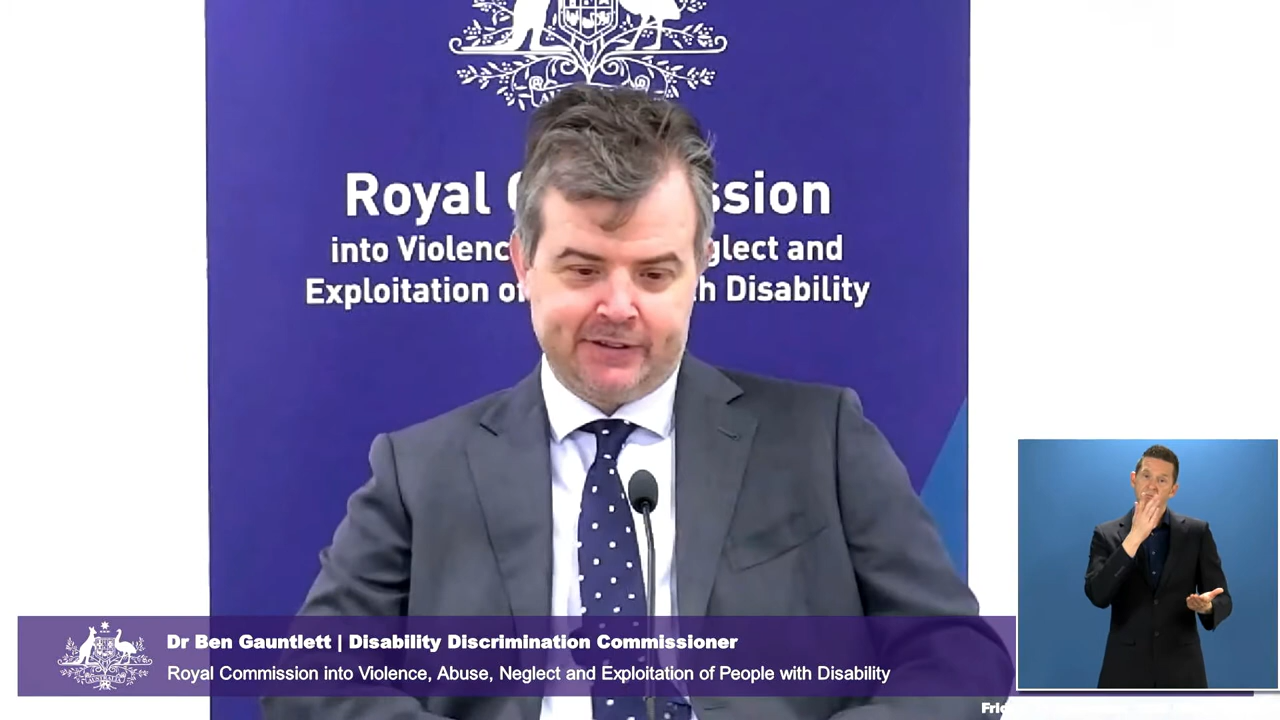 Royal C ssion
into Violenc glect and
Exploitation o h Disability
Dr Ben Gauntlett | Disability Discrimination Commissioner
Royal Commission into Violence, Abuse, Neglect and Exploitation of People with Disability